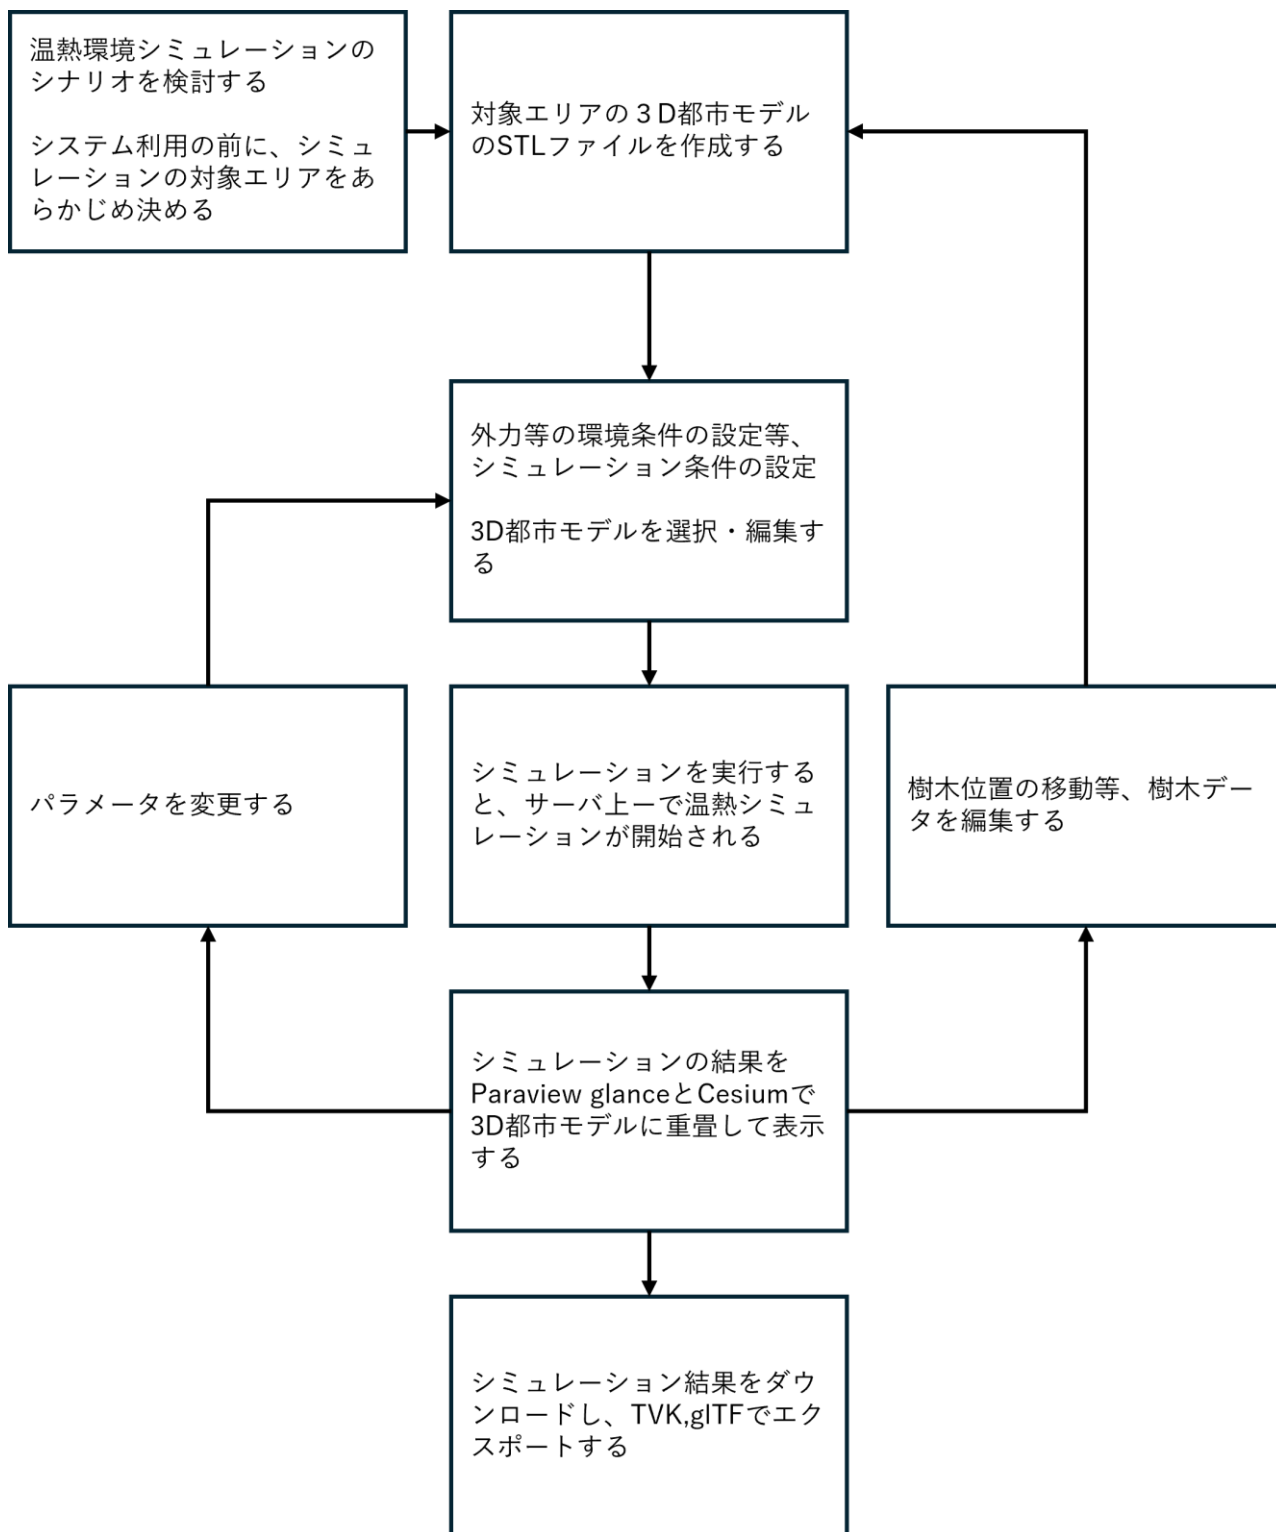 温熱環境シミュレーションの
シナリオを検討する
システム利用の前に、シミュ
レーションの対象エリアをあ
らかじめ決める
対象エリアの３D都市モデル
のSTLファイルを作成する
外力等の環境条件の設定等、
シミュレーション条件の設定
3D都市モデルを選択・編集す
る
パラメータを変更する
シミュレーションを実行する
と、サーバ上ーで温熱シミュ
レーションが開始される
樹木位置の移動等、樹木デー
タを編集する
シミュレーションの結果を
Paraview glanceとCesiumで
3D都市モデルに重畳して表示
する
シミュレーション結果をダウ
ンロードし、TVK,glTFでエク
スポートする